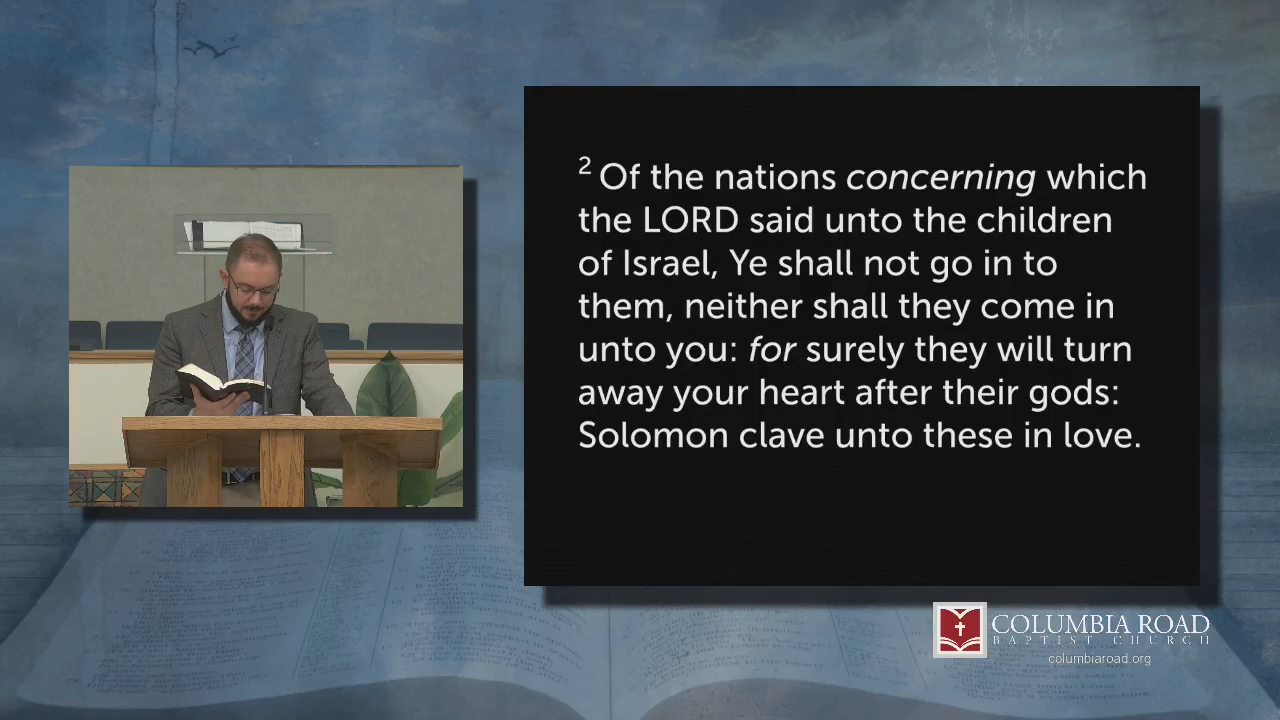 2 Of the nations concerning which
the LORD said unto the children
of Israel, Ye shall not go in to
them, neither shall they come in
unto you: for surely they will turn
away your heart after their gods:
Solomon clave unto these in love.
COLUMBIA ROAD
BAPTIST CHURCH
columbiaroad.org